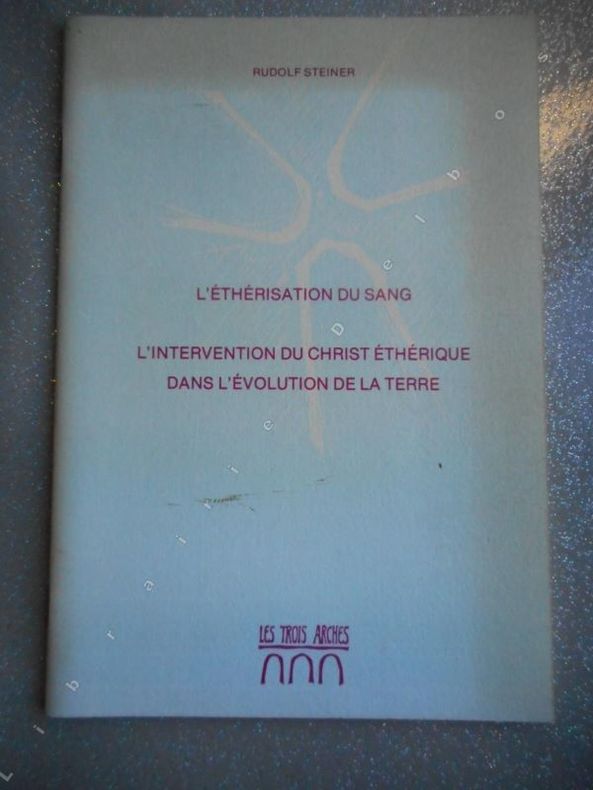 RUDOLF STEINER
L'ÉTHÉRISATION DU SANG
L'INTERVENTION DU CHRIST ÉTHÉRIQUE
DANS L'ÉVOLUTION DE LA TERRE
LES TROIS ARCHES
Librairie Delbos